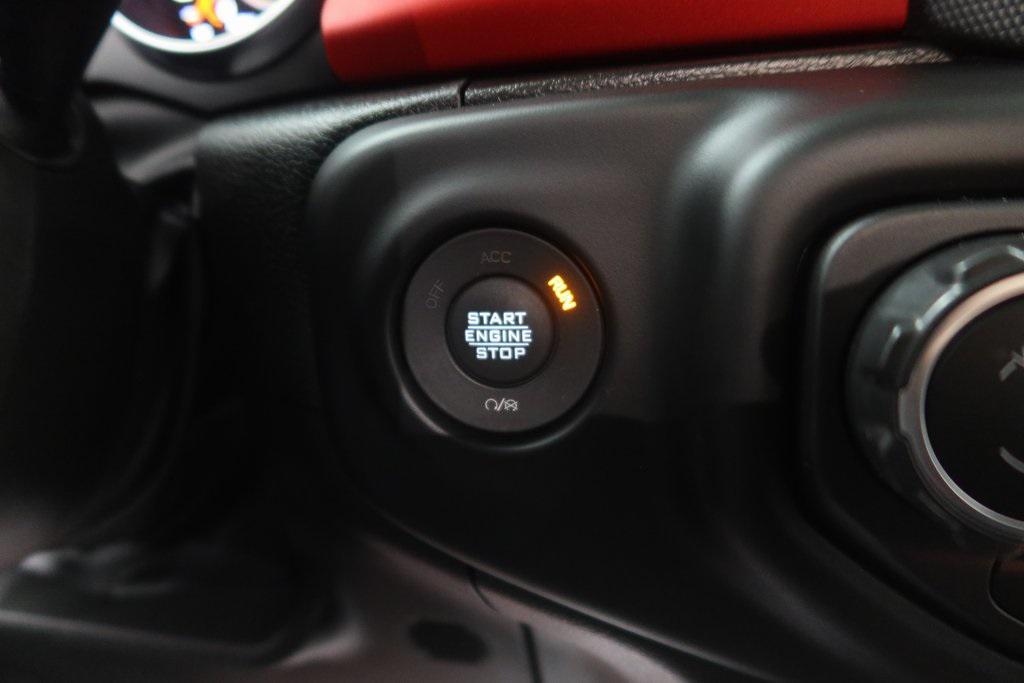 ACC
OFF
RUN
START
ENGINE
STOP